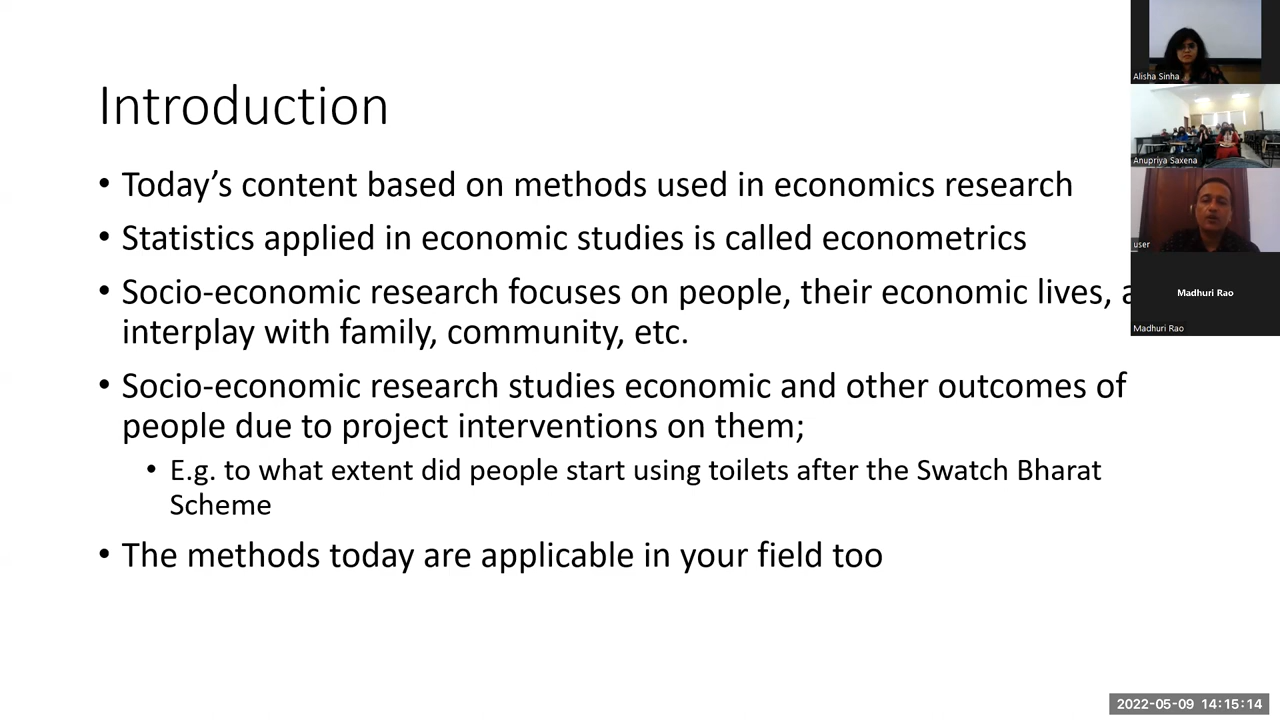 Introduction
• Today's content based on methods used in economics research
• Statistics applied in economic studies is called econometrics
• Socio-economic research focuses on people, their economic lives,
interplay with family, community, etc.
• Socio-economic research studies economic and other outcomes of
people due to project interventions on them;
• E.g. to what extent did people start using toilets after the Swatch Bharat
Scheme
• The methods today are applicable in your field too
Alisha Sinha
Anupriya Saxena
user
Madhuri Rao
Madhuri Rao
2022-05-09 14:15:14